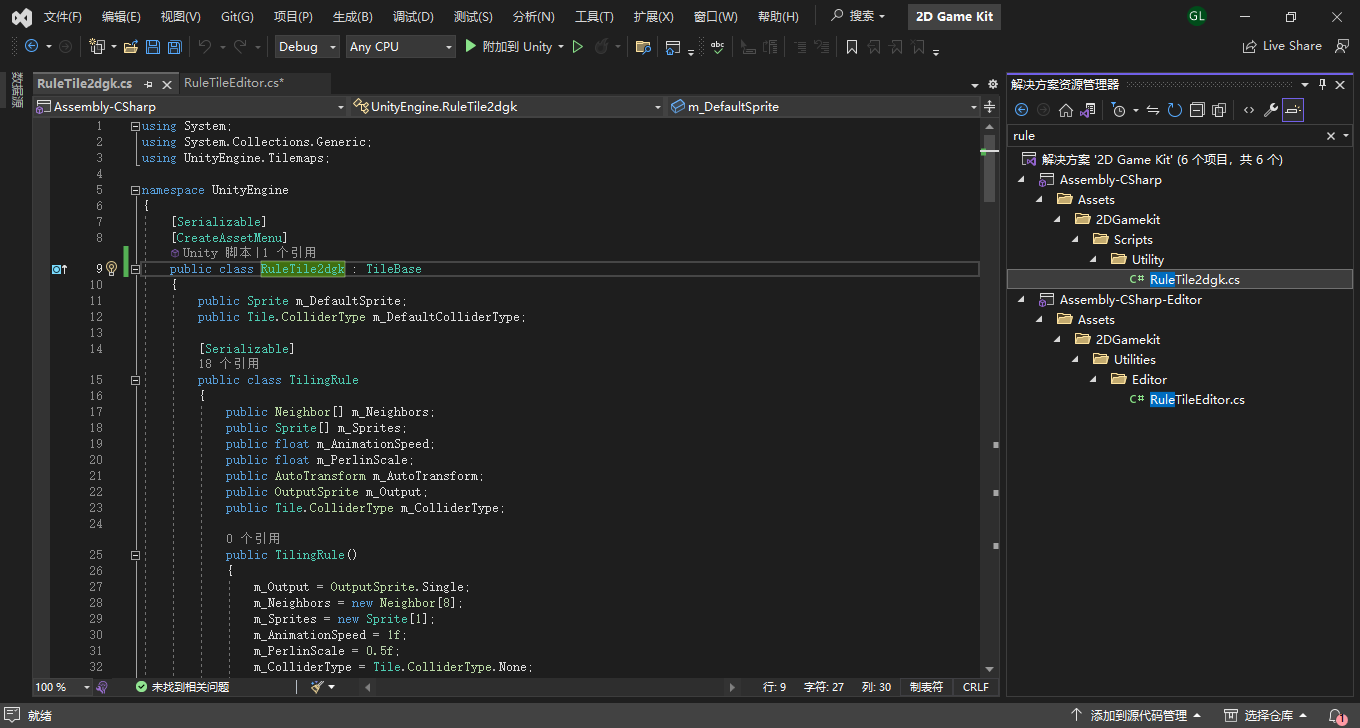 文件(F) 编辑(E) 视图(V) Git(G) 项目(P) 生成(B) 调试(D) 测试(S) 分析(N) 工具(T) 扩展(X) 窗口(W) 帮助(H) 搜索 2D Game Kit GL
Debug Any CPU 附加到 Unity abc Live Share
数据源
RuleTile2dgk.cs RuleTileEditor.cs*
Assembly-CSharp UnityEngine.RuleTile2dgk m_DefaultSprite
1 using System;
2 using System.Collections.Generic;
3 using UnityEngine.Tilemaps;
4
5 namespace UnityEngine
6 {
7 [Serializable]
8 [CreateAssetMenu]
Unity 脚本|1 个引用
9 public class RuleTile2dgk : TileBase
10 {
11 public Sprite m_DefaultSprite;
12 public Tile.ColliderType m_DefaultColliderType;
13
14 [Serializable]
18 个引用
15 public class TilingRule
16 {
17 public Neighbor[] m_Neighbors;
18 public Sprite[] m_Sprites;
19 public float m_AnimationSpeed;
20 public float m_PerlinScale;
21 public AutoTransform m_AutoTransform;
22 public OutputSprite m_Output;
23 public Tile.ColliderType m_ColliderType;
24
0 个引用
25 public TilingRule()
26 {
27 m_Output = OutputSprite.Single;
28 m_Neighbors = new Neighbor[8];
29 m_Sprites = new Sprite[1];
30 m_AnimationSpeed = 1f;
31 m_PerlinScale = 0.5f;
32 m_ColliderType = Tile.ColliderType.None;
100 % 未找到相关问题 行: 9 字符: 27 列: 30 制表符 CRLF
解决方案资源管理器
rule
解决方案 '2D Game Kit' (6 个项目，共 6 个)
Assembly-CSharp
Assets
2DGamekit
Scripts
Utility
C# RuleTile2dgk.cs
Assembly-CSharp-Editor
Assets
2DGamekit
Utilities
Editor
C# RuleTileEditor.cs
就绪 添加到源代码管理 选择仓库 1